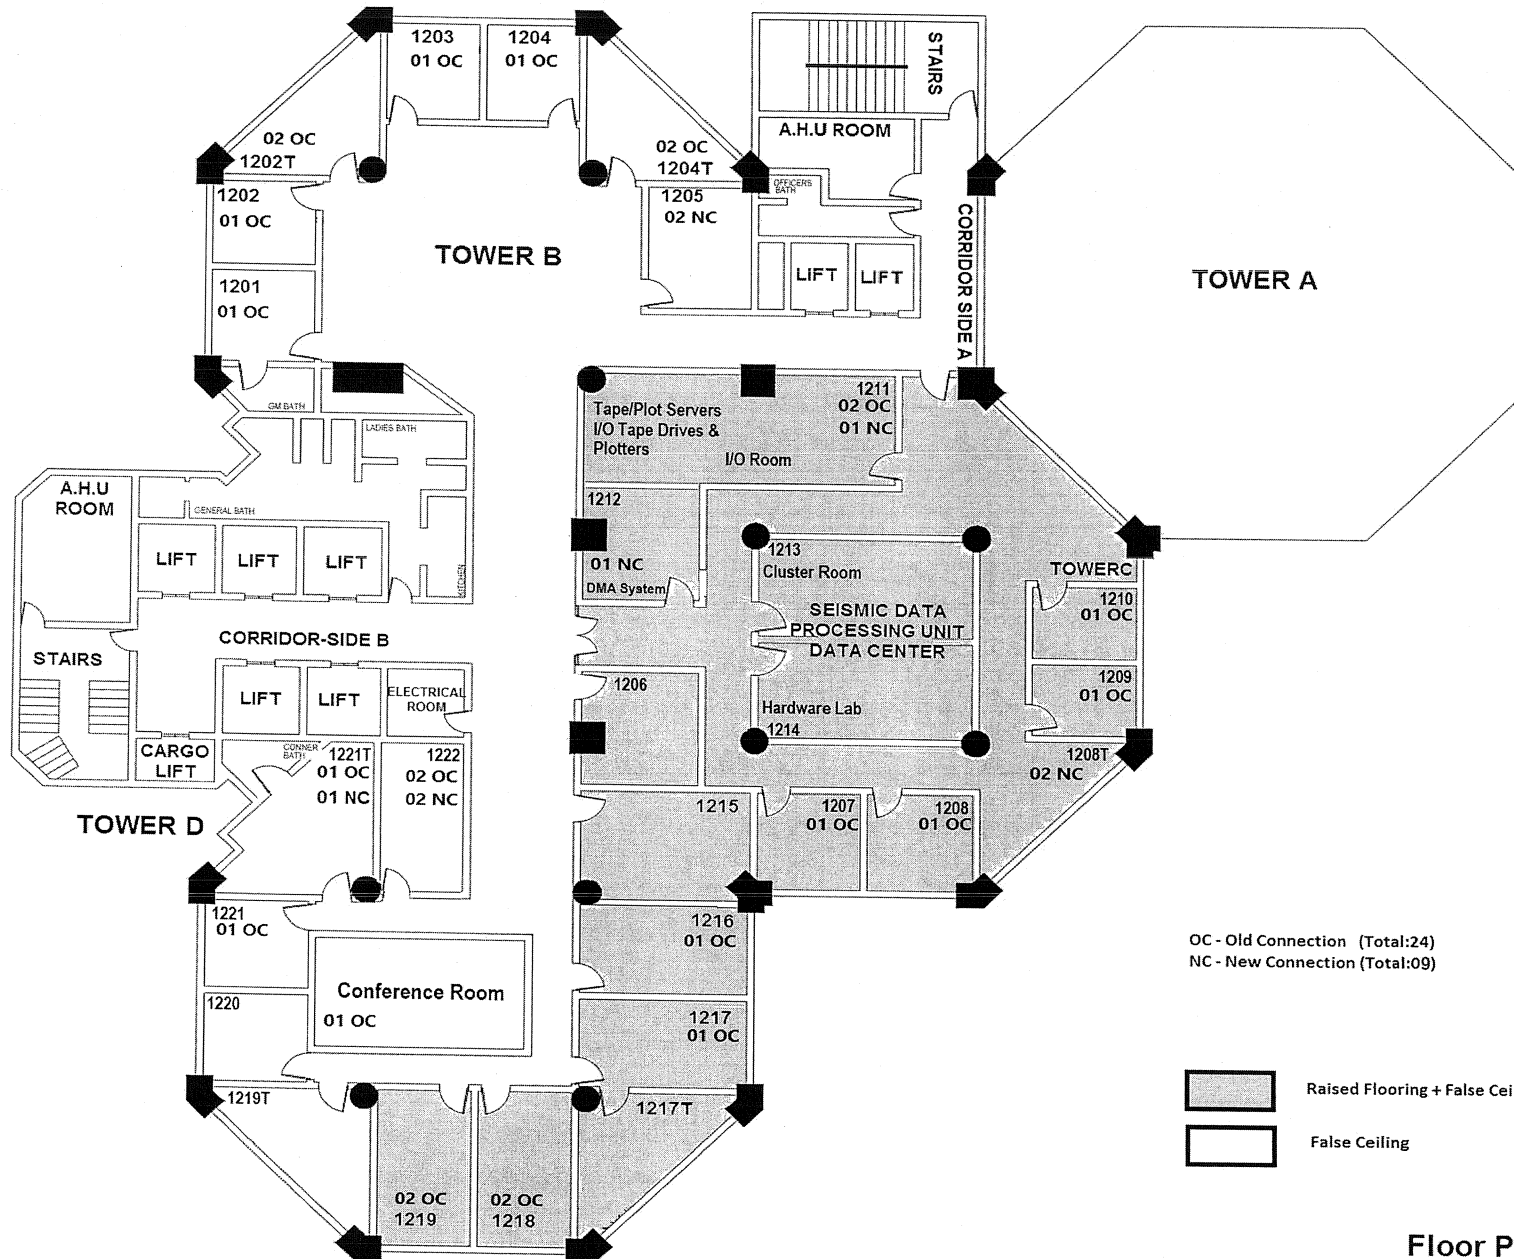 1203
01 OC
1204
01 OC
STAIRS
A.H.U ROOM
02 OC
1202T
02 OC
1204T
OFFICERS
BATH
1202
01 OC
1205
02 NC
TOWER B
LIFT
LIFT
CORRIDOR SIDE A
TOWER A
1201
01 OC
GM BATH
LADIES BATH
1211
02 OC
01 NC
Tape/Plot Servers
I/O Tape Drives &
Plotters
I/O Room
A.H.U
ROOM
GENERAL BATH
1212
01 NC
DMA System
LIFT
LIFT
LIFT
KITCHEN
1213
Cluster Room
TOWERC
1210
01 OC
SEISMIC DATA
PROCESSING UNIT
DATA CENTER
CORRIDOR-SIDE B
STAIRS
LIFT
LIFT
ELECTRICAL
ROOM
1206
1209
01 OC
Hardware Lab
1214
CARGO
LIFT
CONNER
BATH
1221T
01 OC
01 NC
1222
02 OC
02 NC
1208T
02 NC
1215
1207
01 OC
1208
01 OC
TOWER D
1221
01 OC
1216
01 OC
OC - Old Connection (Total:24)
NC - New Connection (Total:09)
Conference Room
01 OC
1220
1217
01 OC
1219T
1217T
Raised Flooring + False Cei
False Ceiling
02 OC
1219
02 OC
1218
Floor P